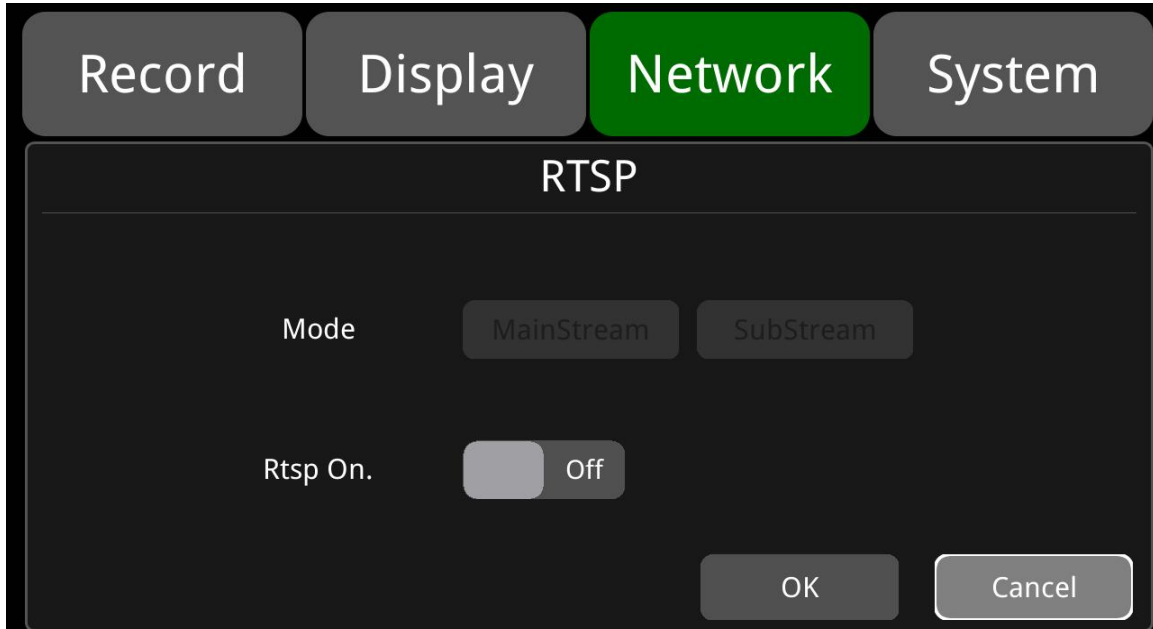 Record Display Network System
RTSP
Mode MainStream SubStream
Rtsp On. Off
OK Cancel